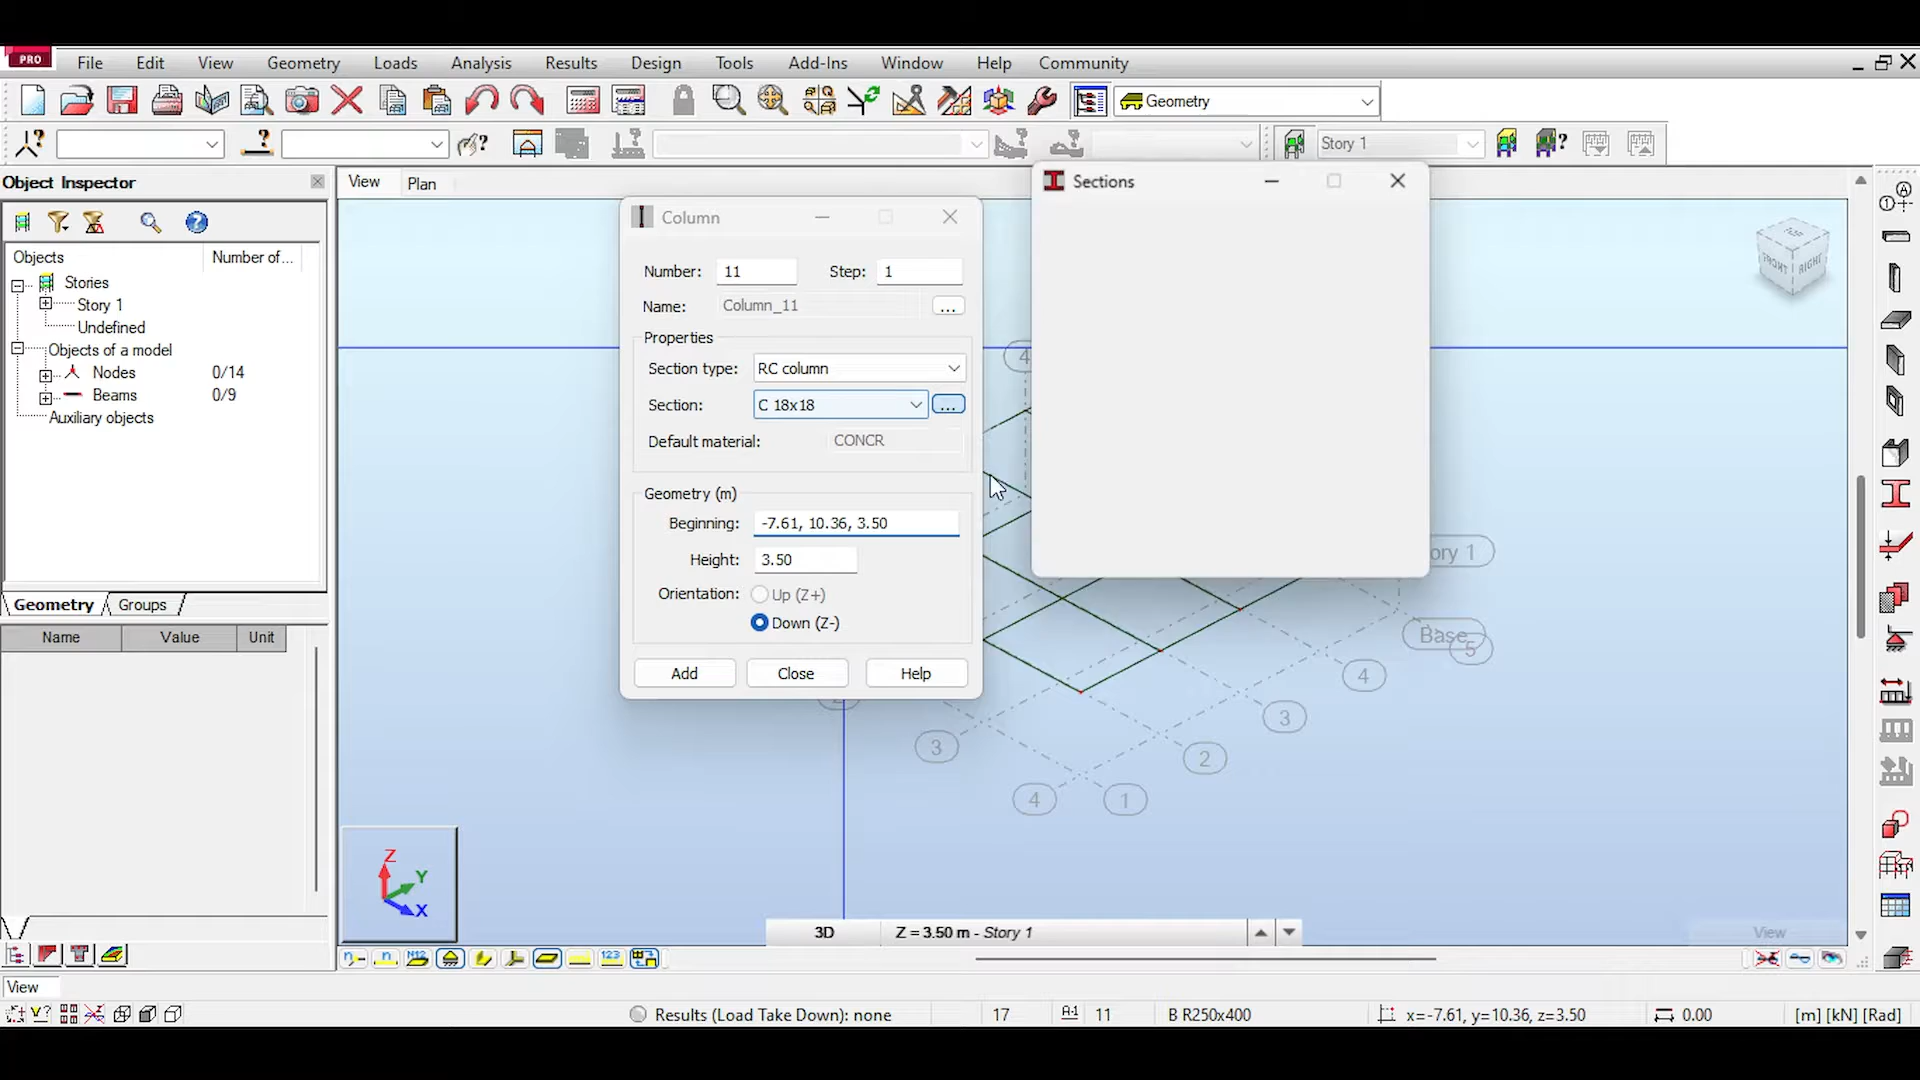 PRO
File Edit View Geometry Loads Analysis Results Design Tools Add-Ins Window Help Community
Geometry
Story 1
Object Inspector
View Plan
Objects Number of...
Stories
Story 1
Undefined
Objects of a model
Nodes 0/14
Beams 0/9
Auxiliary objects
Geometry Groups
Name Value Unit
Column
Number: 11 Step: 1
Name: Column_11 ...
Properties
Section type: RC column
Section: C 18x18 ...
Default material: CONCR
Geometry (m)
Beginning: -7.61, 10.36, 3.50
Height: 3.50
Orientation: Up (Z+)
Down (Z-)
Add Close Help
Sections
TOP
FRONT RIGHT
4
ory 1
Base
5
4
3
2
3
4 1
Z
Y
X
3D Z = 3.50 m - Story 1
View
View
Results (Load Take Down): none 17 11 B R250x400 x=-7.61, y=10.36, z=3.50 0.00 [m] [kN] [Rad]